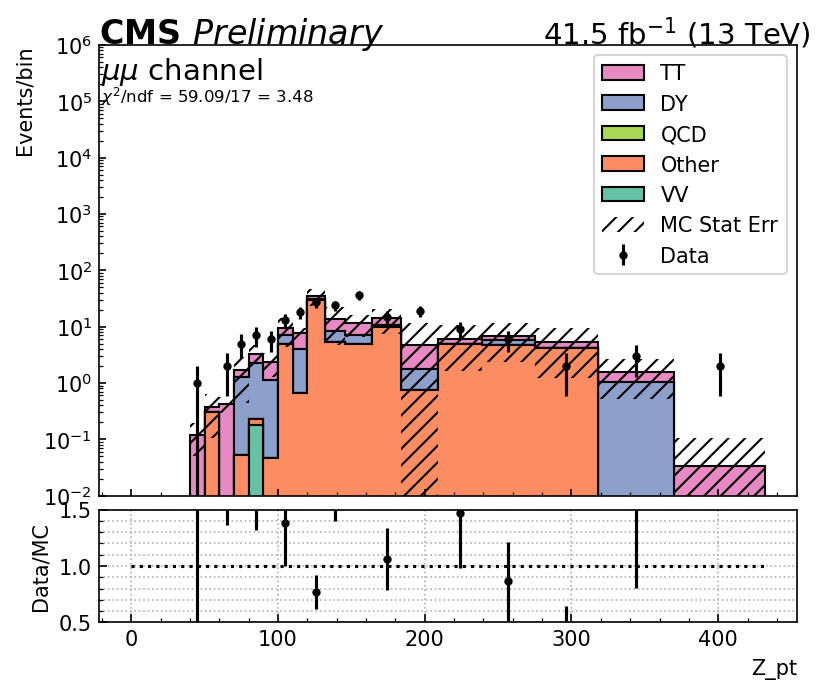 CMS Preliminary 41.5 fb⁻¹ (13 TeV)
μμ channel
χ²/ndf = 59.09/17 = 3.48
Events/bin
10⁶
10⁵
10⁴
10³
10²
10¹
10⁰
10⁻¹
10⁻²
TT
DY
QCD
Other
VV
MC Stat Err
Data
Data/MC
1.5
1.0
0.5
0 100 200 300 400
Z_pt